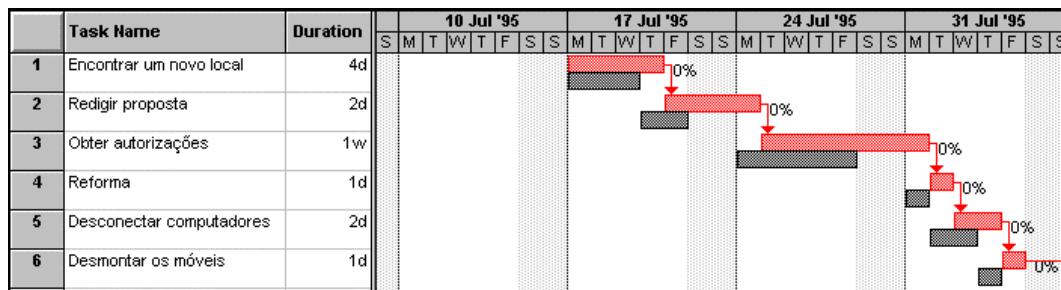 Task Name Duration 10 Jul '95 17 Jul '95 24 Jul '95 31 Jul '95
S M T W T F S S M T W T F S S M T W T F S S M T W T F S S
1 Encontrar um novo local 4d 0%
2 Redigir proposta 2d 0%
3 Obter autorizações 1w 0%
4 Reforma 1d 0%
5 Desconectar computadores 2d 0%
6 Desmontar os móveis 1d 0%